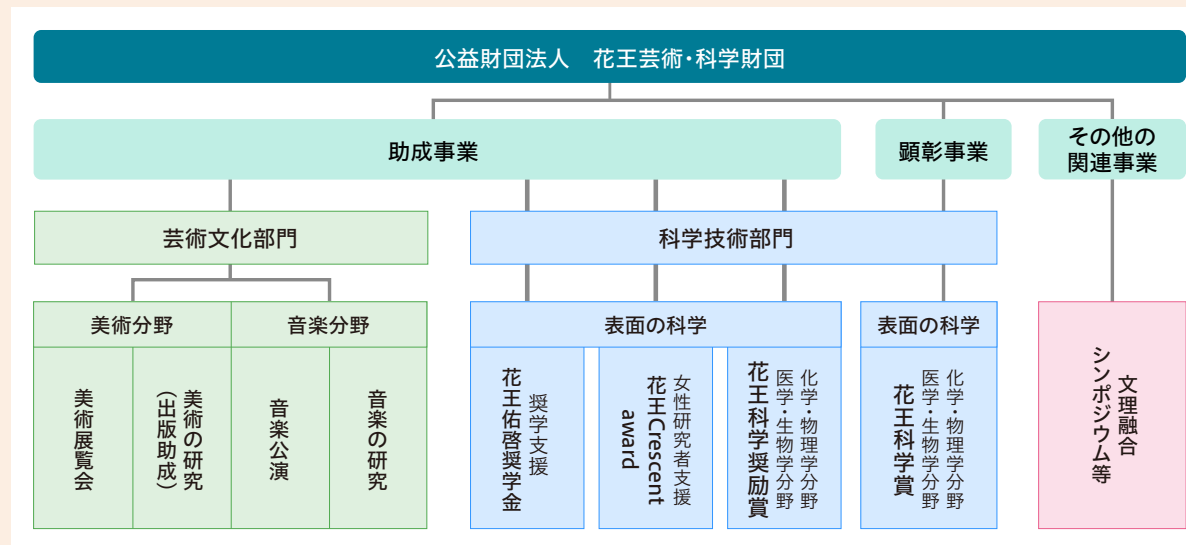 公益財団法人　花王芸術・科学財団
助成事業
顕彰事業
その他の
関連事業
芸術文化部門
科学技術部門
美術分野
音楽分野
表面の科学
表面の科学
美術展覧会
美術の研究
（出版助成）
音楽公演
音楽の研究
奨学支援
花王佑啓奨学金
女性研究者支援
花王Crescent
award
化学・物理学分野
医学・生物学分野
花王科学奨励賞
化学・物理学分野
医学・生物学分野
花王科学賞
文理融合
シンポジウム等